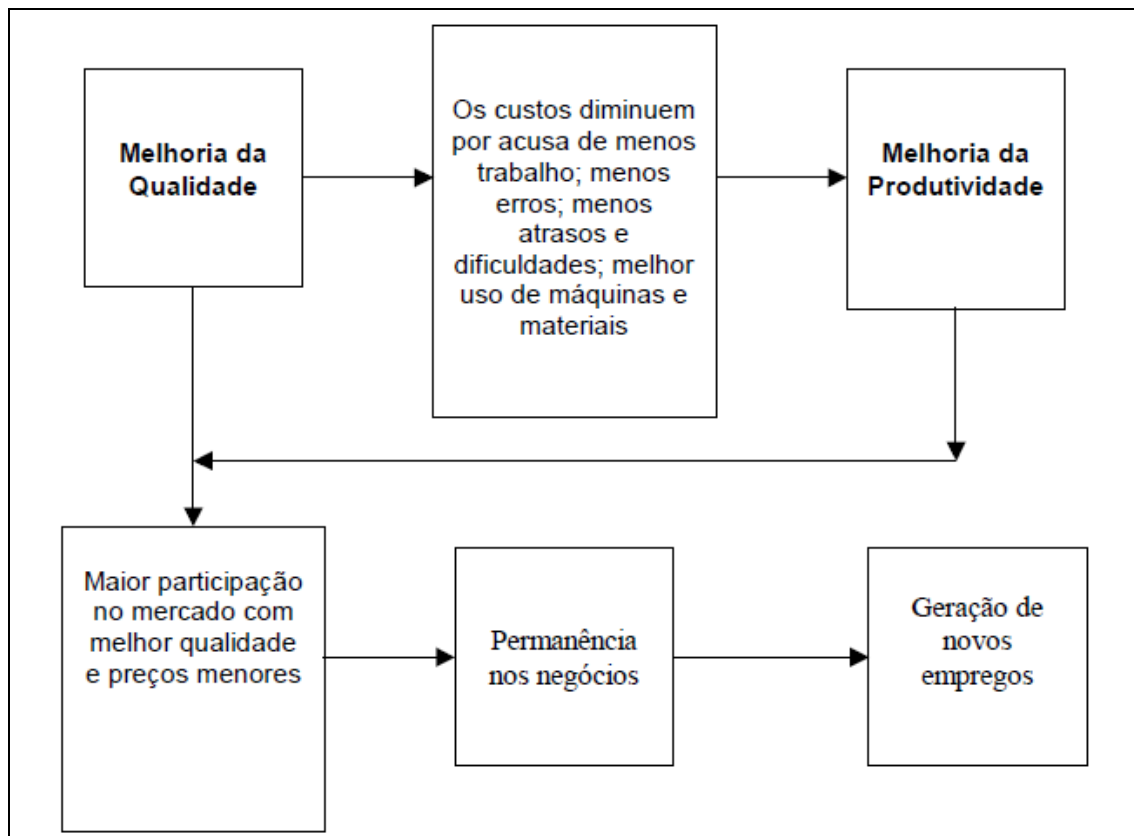 Melhoria da
Qualidade
Os custos diminuem
por acusa de menos
trabalho; menos
erros; menos
atrasos e
dificuldades; melhor
uso de máquinas e
materiais
Melhoria da
Produtividade
Maior participação
no mercado com
melhor qualidade
e preços menores
Permanência
nos negócios
Geração de
novos
empregos